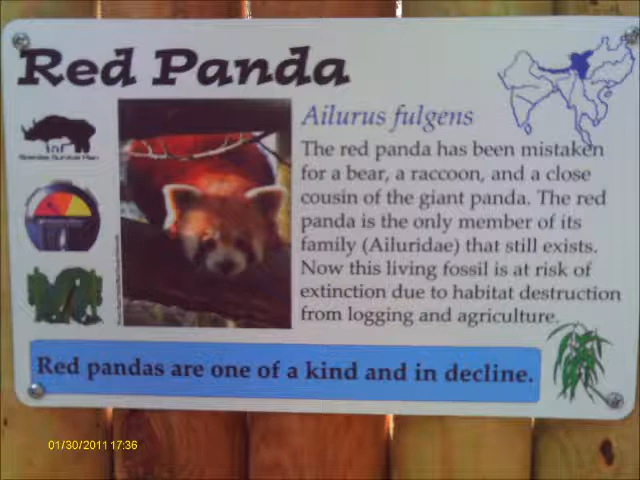 Red Panda
Species Survival Plan
Ailurus fulgens
The red panda has been mistaken
for a bear, a raccoon, and a close
cousin of the giant panda. The red
panda is the only member of its
family (Ailuridae) that still exists.
Now this living fossil is at risk of
extinction due to habitat destruction
from logging and agriculture.
Red pandas are one of a kind and in decline.
01/30/2011 17:36